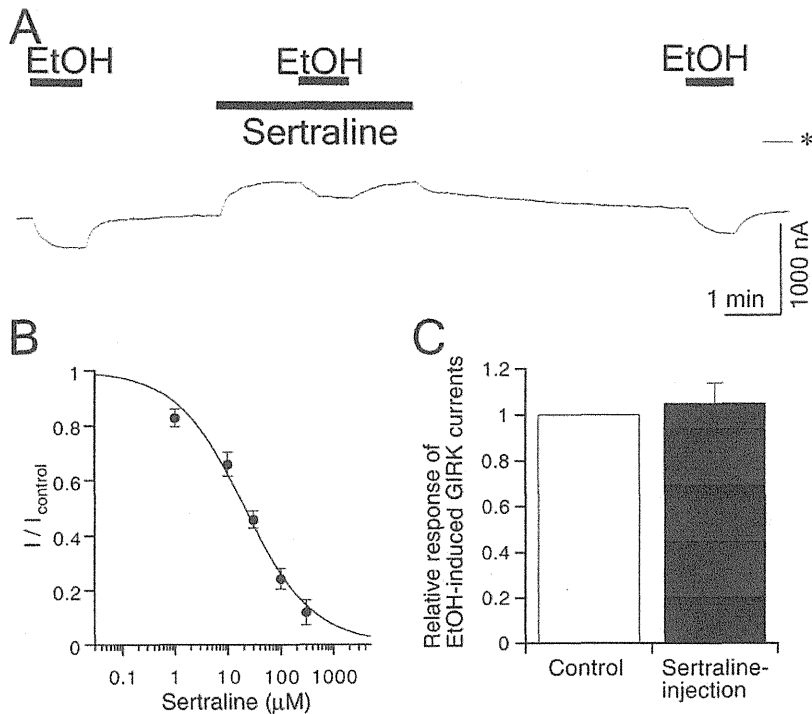 A
EtOH EtOH EtOH
Sertraline
*
1000 nA
1 min
B
I / Icontrol
1
0.8
0.6
0.4
0.2
0
0.1 1 10 100 1000
Sertraline (μM)
C
Relative response of
EtOH-induced GIRK currents
1.2
1
0.8
0.6
0.4
0.2
0
Control Sertraline-
injection